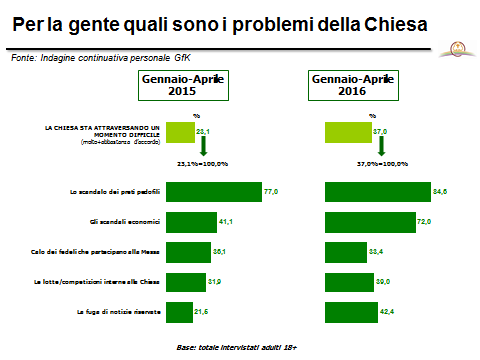 Per la gente quali sono i problemi della Chiesa
Fonte: Indagine continuativa personale GfK
Gennaio-Aprile
2015
Gennaio-Aprile
2016
%
%
LA CHIESA STA ATTRAVERSANDO UN
MOMENTO DIFFICILE
(molto+abbastanza d'accordo)
23,1
37,0
23,1%=100,0%
37,0%=100,0%
Lo scandalo dei preti pedofili
77,0
84,6
Gli scandali economici
41,1
72,0
Calo dei fedeli che partecipano alla Messa
36,1
33,4
Le lotte/competizioni interne alla Chiesa
31,9
39,0
La fuga di notizie riservate
21,5
42,4
Base: totale intervistati adulti 18+